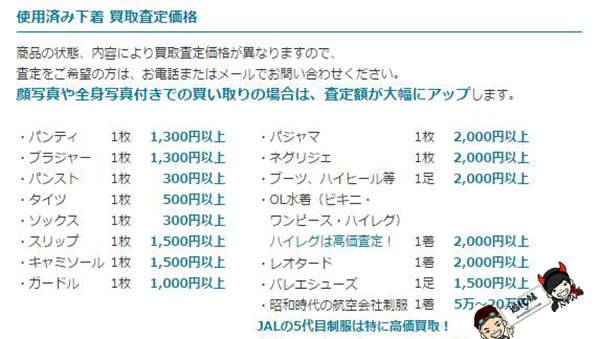 使用済み下着 買取査定価格
商品の状態、内容により買取査定価格が異なりますので、
査定をご希望の方は、お電話またはメールでお問い合わせください。
顔写真や全身写真付きでの買い取りの場合は、査定額が大幅にアップします。
・パンティ 1枚 1,300円以上
・ブラジャー 1枚 1,300円以上
・パンスト 1枚 300円以上
・タイツ 1枚 500円以上
・ソックス 1枚 300円以上
・スリップ 1枚 1,500円以上
・キャミソール 1枚 1,500円以上
・ガードル 1枚 1,000円以上
・パジャマ 1枚 2,000円以上
・ネグリジェ 1枚 2,000円以上
・ブーツ、ハイヒール等 1足 2,000円以上
・OL水着（ビキニ・
ワンピース・ハイレグ）
ハイレグは高価査定！ 1着 2,000円以上
・レオタード 1着 2,000円以上
・バレエシューズ 1足 1,500円以上
・昭和時代の航空会社制服 1着 5万～20万
JALの5代目制服は特に高価買取！